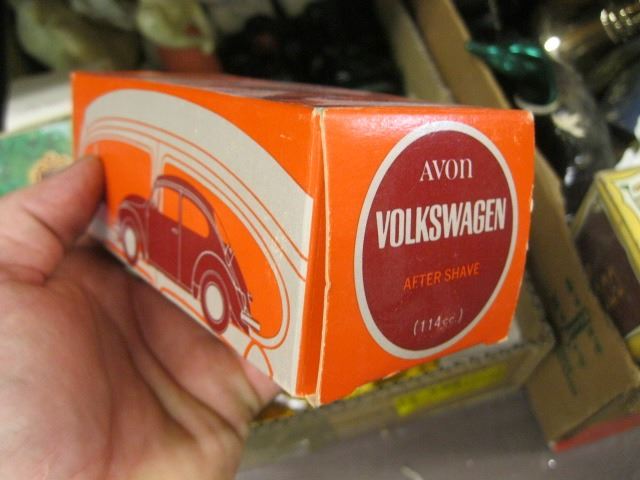 AVON
VOLKSWAGEN
AFTER SHAVE
(114cc.)